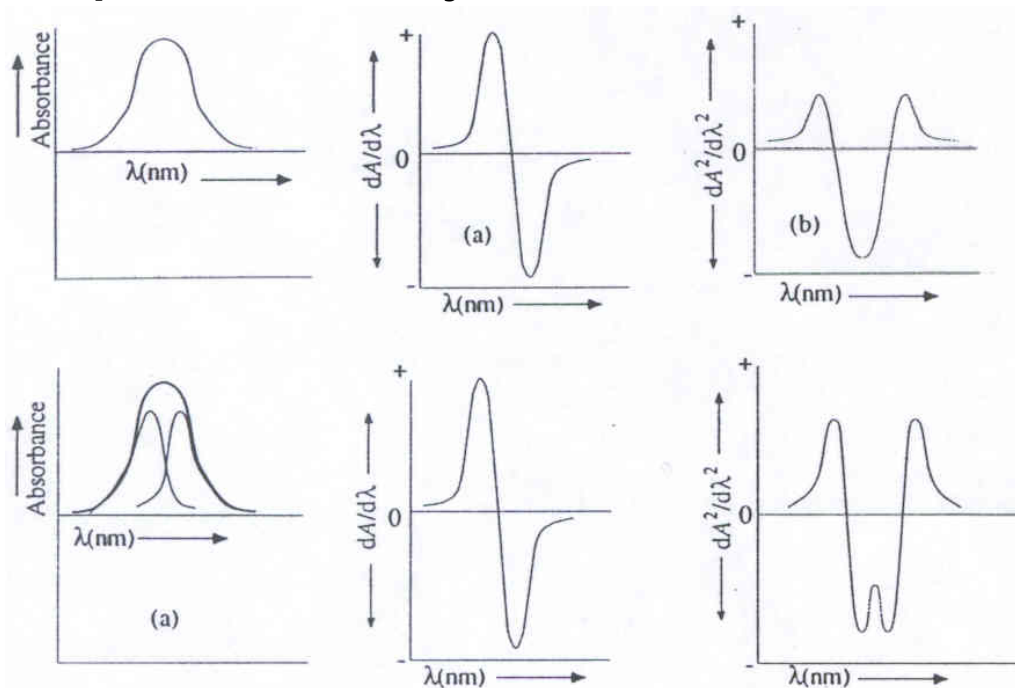 Absorbance
λ(nm)
+
dA/dλ
0
(a)
-
λ(nm)
dA²/dλ²
0
(b)
-
λ(nm)
Absorbance
λ(nm)
(a)
+
dA/dλ
0
-
λ(nm)
+
dA²/dλ²
0
-
λ(nm)